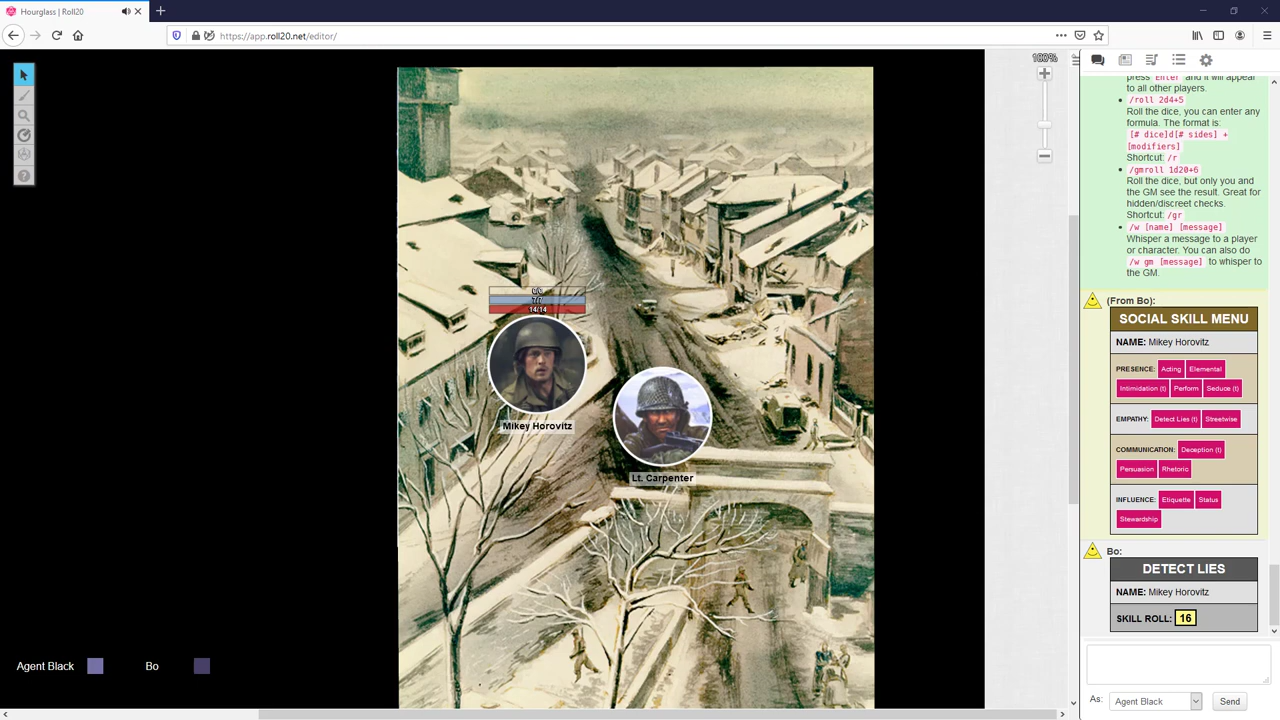 Hourglass | Roll20
https://app.roll20.net/editor/
100%
press Enter and it will appear
to all other players.
/roll 2d4+5
Roll the dice, you can enter any
formula. The format is:
[# dice]d[# sides] +
[modifiers]
Shortcut: /r
/gmroll 1d20+6
Roll the dice, but only you and
the GM see the result. Great for
hidden/discreet checks.
Shortcut: /gr
/w [name] [message]
Whisper a message to a player
or character. You can also do
/w gm [message] to whisper to
the GM.
(From Bo):
SOCIAL SKILL MENU
NAME: Mikey Horovitz
PRESENCE: Acting Elemental
Intimidation (t) Perform Seduce (t)
EMPATHY: Detect Lies (t) Streetwise
COMMUNICATION: Deception (t)
Persuasion Rhetoric
INFLUENCE: Etiquette Status
Stewardship
Bo:
DETECT LIES
NAME: Mikey Horovitz
SKILL ROLL: 16
As: Agent Black Send
7/7
14/14
Mikey Horovitz
Lt. Carpenter
Agent Black Bo